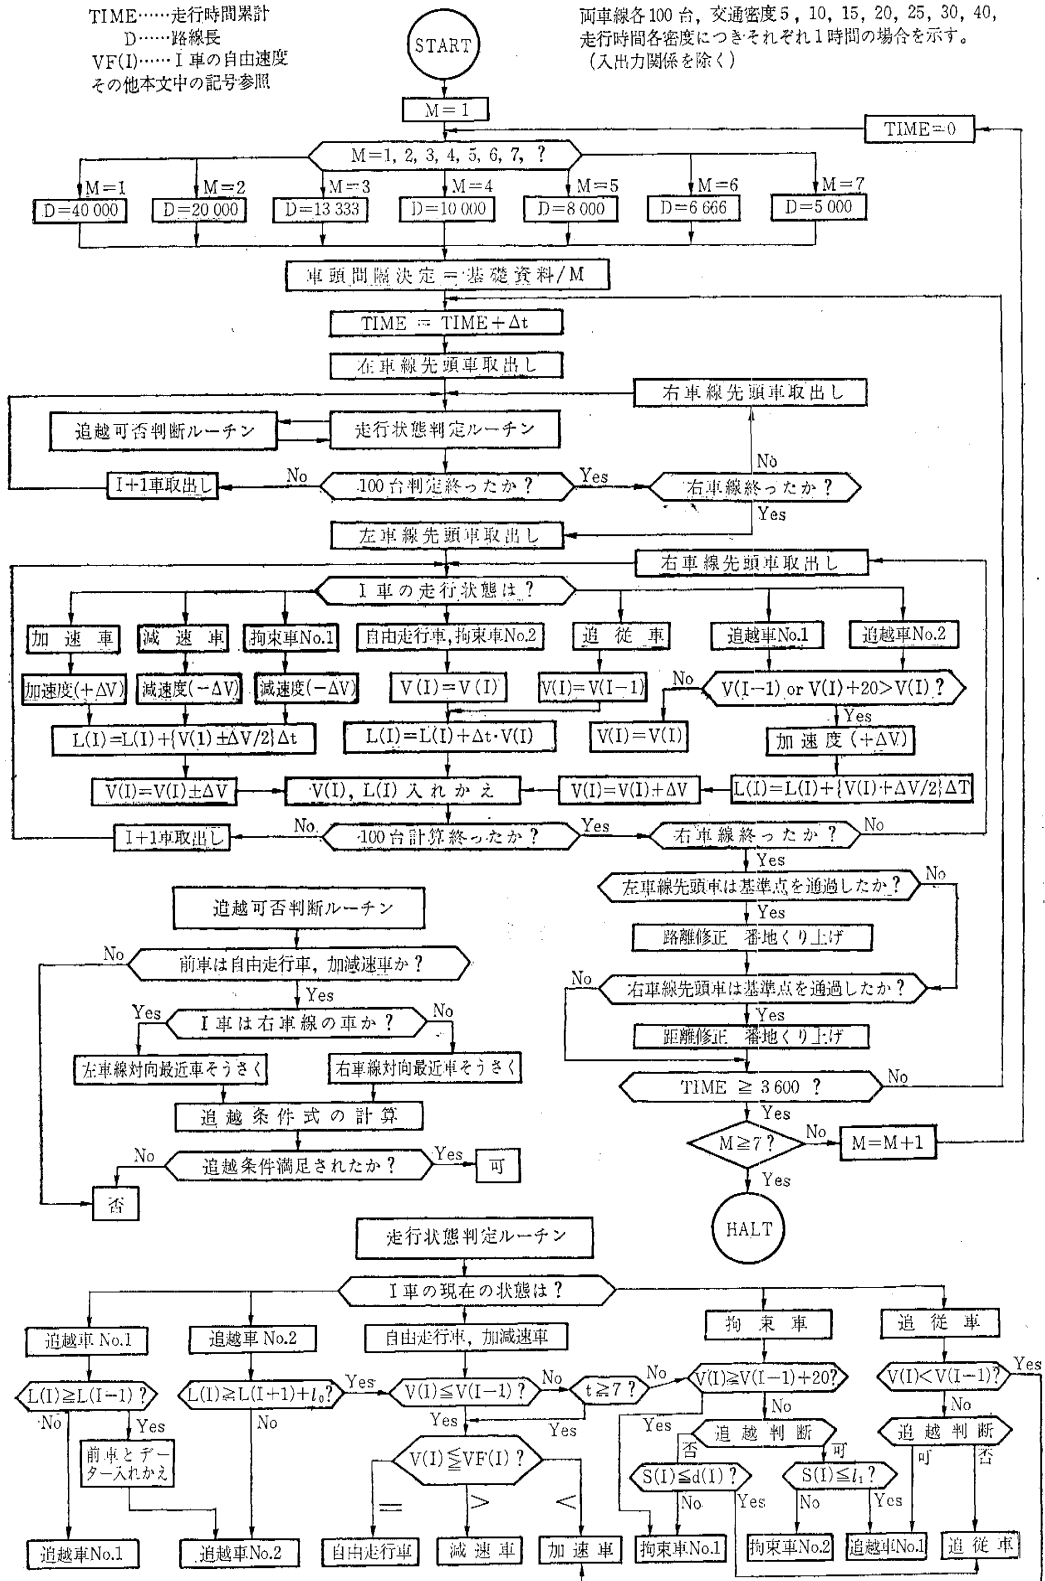 TIME……走行時間累計
D……路線長
VF(I)……I車の自由速度
その他本文中の記号参照
両車線各100台，交通密度5，10，15，20，25，30，40，
走行時間各密度につきそれぞれ1時間の場合を示す。
(入出力関係を除く)
START
M=1
TIME=0
M=1, 2, 3, 4, 5, 6, 7, ?
M=1
M=2
M=3
M=4
M=5
M=6
M=7
D=40 000
D=20 000
D=13 333
D=10 000
D=8 000
D=6 666
D=5 000
車頭間隔決定＝基礎資料/M
TIME = TIME+Δt
在車線先頭車取出し
右車線先頭車取出し
追越可否判断ルーチン
走行状態判定ルーチン
No
I+1車取出し
No
100台判定終ったか？
Yes
右車線終ったか？
Yes
左車線先頭車取出し
右車線先頭車取出し
I車の走行状態は？
加速車
減速車
拘束車No.1
自由走行車,拘束車No.2
追従車
追越車No.1
追越車No.2
加速度(+ΔV)
減速度(−ΔV)
減速度(−ΔV)
V(I)=V(I)
V(I)=V(I−1)
No
V(I−1) or V(I)+20>V(I)？
Yes
L(I)=L(I)+{V(1)±ΔV/2}Δt
L(I)=L(I)+Δt・V(I)
V(I)=V(I)
加速度(+ΔV)
V(I)=V(I)±ΔV
V(I), L(I)入れかえ
V(I)=V(I)+ΔV
L(I)=L(I)+{V(I)+ΔV/2}ΔT
I+1車取出し
No
100台計算終ったか？
Yes
右車線終ったか？
No
Yes
左車線先頭車は基準点を通過したか？
No
Yes
路離修正 番地くり上げ
No
右車線先頭車は基準点を通過したか？
Yes
距離修正 番地くり上げ
TIME ≧ 3 600 ？
No
Yes
M≧7？
No
M=M+1
Yes
HALT
追越可否判断ルーチン
No
前車は自由走行車，加減速車か？
Yes
Yes
I車は右車線の車か？
No
左車線対向最近車そうさく
右車線対向最近車そうさく
追越条件式の計算
No
追越条件満足されたか？
Yes
可
否
走行状態判定ルーチン
I車の現在の状態は？
追越車No.1
追越車No.2
自由走行車，加減速車
拘束車
追従車
L(I)≧L(I−1)？
L(I)≧L(I+1)+l₀?
Yes
V(I)≦V(I−1)？
No
t≧7？
No
V(I)≧V(I−1)+20?
V(I)<V(I−1)?
Yes
No
Yes
No
Yes
Yes
Yes
No
No
前車とデー
ター入れかえ
V(I)≦VF(I)？
追越判断
追越判断
否
可
可
否
S(I)≦d(I)？
S(I)≦l₁？
＝
＞
＜
No
Yes
No
Yes
追越車No.1
追越車No.2
自由走行車
減速車
加速車
拘束車No.1
拘束車No.2
追越車No.1
追従車